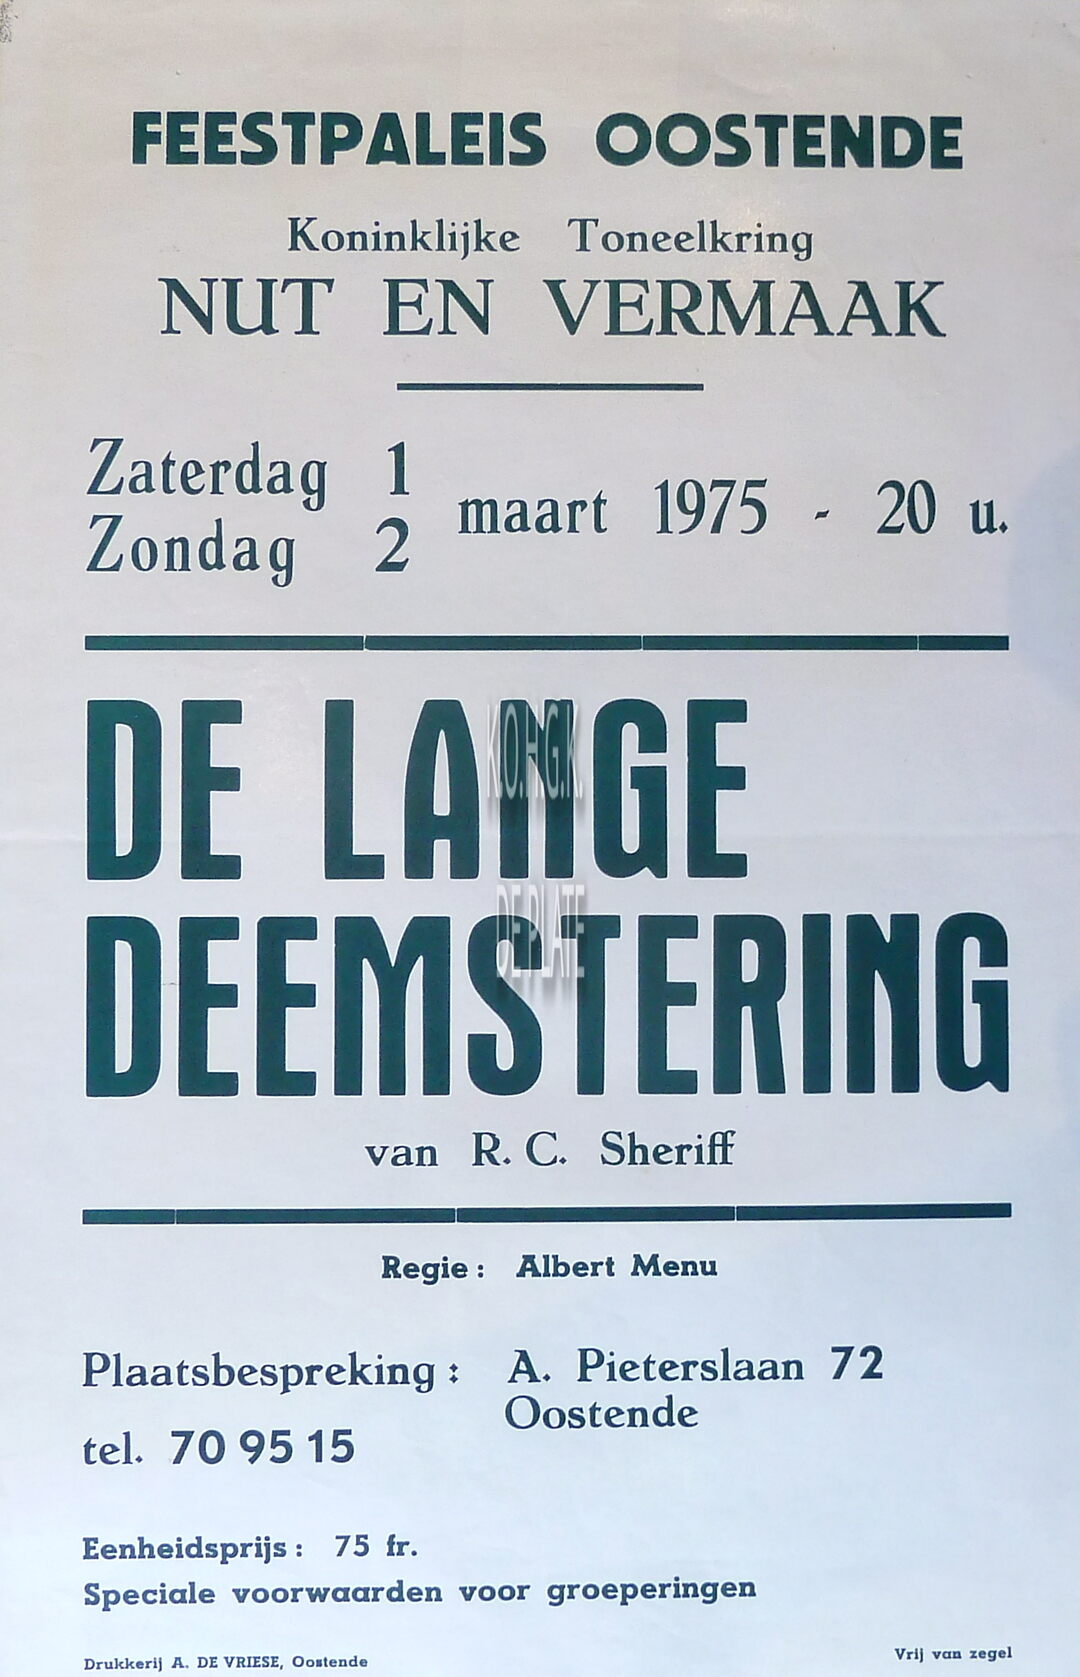 FEESTPALEIS OOSTENDE
Koninklijke Toneelkring
NUT EN VERMAAK
Zaterdag 1
Zondag 2
maart 1975 - 20 u.
DE LANGE
K.O.H.G.K.
DE PLATE
DEEMSTERING
van R. C. Sheriff
Regie : Albert Menu
Plaatsbespreking : A. Pieterslaan 72
Oostende
tel. 70 95 15
Eenheidsprijs : 75 fr.
Speciale voorwaarden voor groeperingen
Drukkerij A. DE VRIESE, Oostende
Vrij van zegel